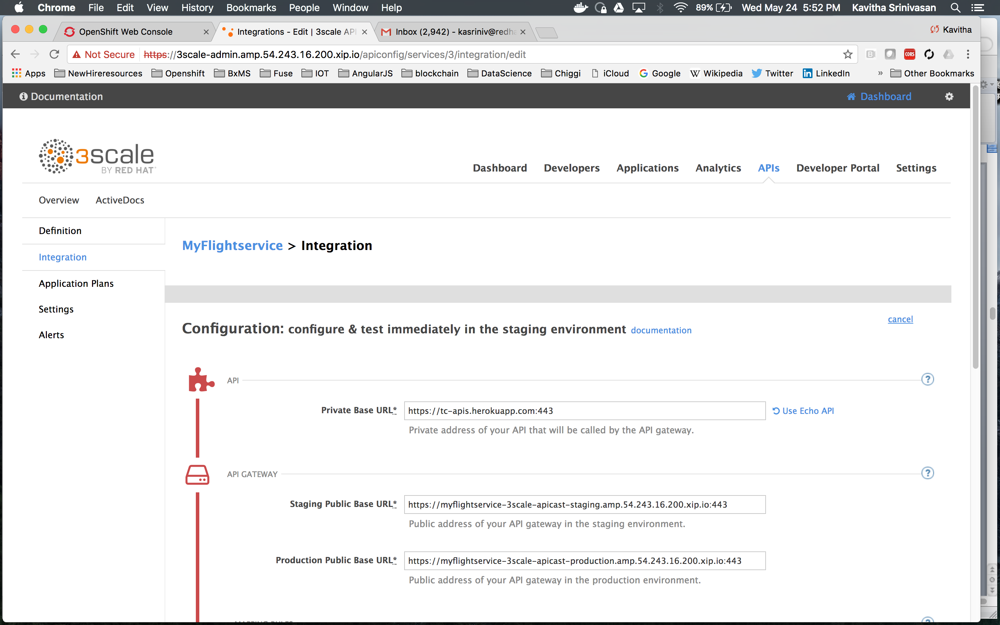 Chrome File Edit View History Bookmarks People Window Help 89% Wed May 24 5:52 PM Kavitha Srinivasan
OpenShift Web Console Integrations - Edit | 3scale API Inbox (2,942) - kasriniv@redha Kavitha
Not Secure https://3scale-admin.amp.54.243.16.200.xip.io/apiconfig/services/3/integration/edit CORS
Apps NewHireresources Openshift BxMS Fuse IOT AngularJS blockchain DataScience Chiggi iCloud Google Wikipedia Twitter LinkedIn » Other Bookmarks
Documentation Dashboard
3scale
BY RED HAT
Dashboard Developers Applications Analytics APIs Developer Portal Settings
Overview ActiveDocs
Definition
Integration
Application Plans
Settings
Alerts
MyFlightservice > Integration
cancel
Configuration: configure & test immediately in the staging environment documentation
API ?
Private Base URL* https://tc-apis.herokuapp.com:443 Use Echo API
Private address of your API that will be called by the API gateway.
API GATEWAY ?
Staging Public Base URL* https://myflightservice-3scale-apicast-staging.amp.54.243.16.200.xip.io:443
Public address of your API gateway in the staging environment.
Production Public Base URL* https://myflightservice-3scale-apicast-production.amp.54.243.16.200.xip.io:443
Public address of your API gateway in the production environment.
MAPPING RULES